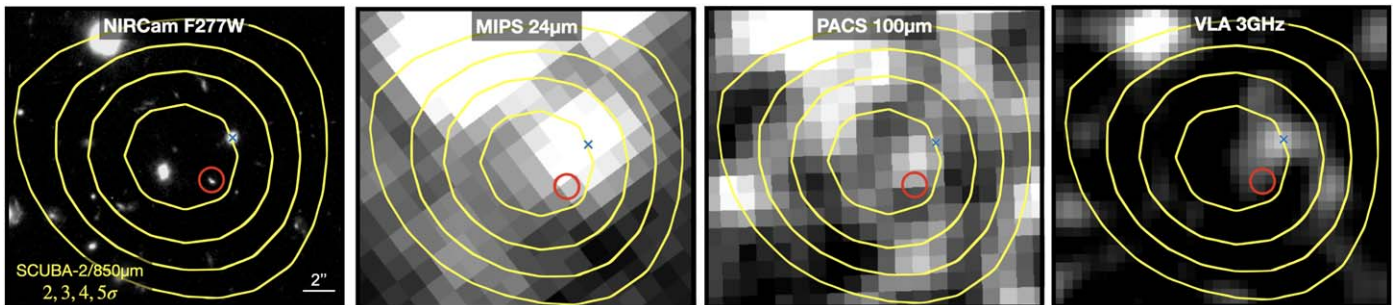 NIRCam F277W
MIPS 24μm
PACS 100μm
VLA 3GHz
SCUBA-2/850μm
2, 3, 4, 5σ
2"